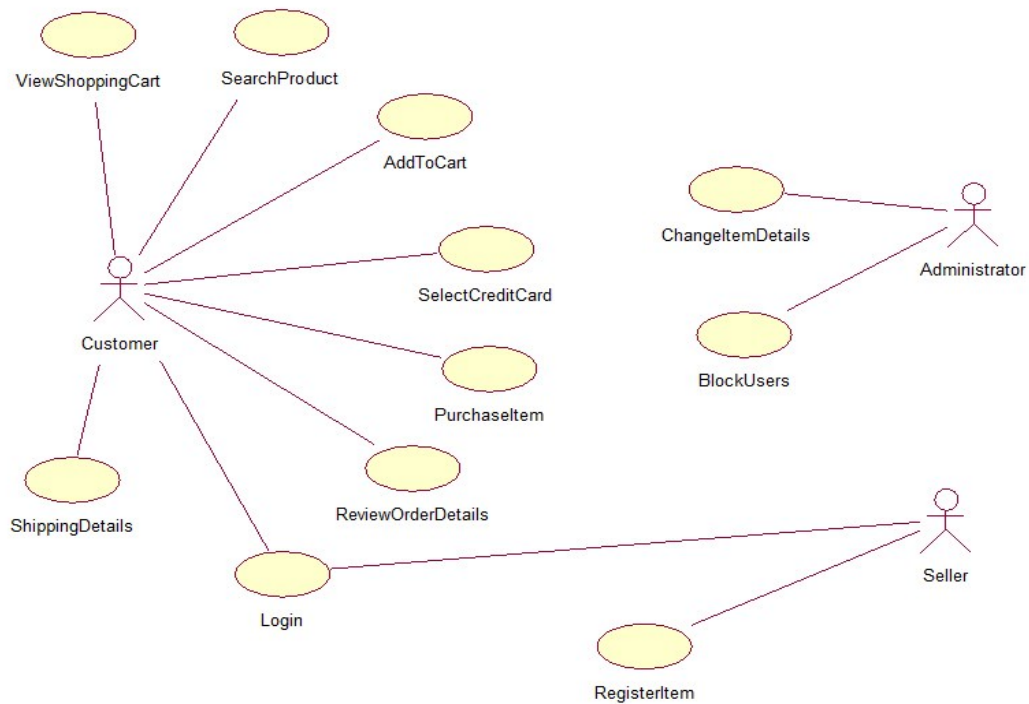 ViewShoppingCart
SearchProduct
AddToCart
ChangeItemDetails
Administrator
SelectCreditCard
Customer
BlockUsers
PurchaseItem
ReviewOrderDetails
ShippingDetails
Seller
Login
RegisterItem